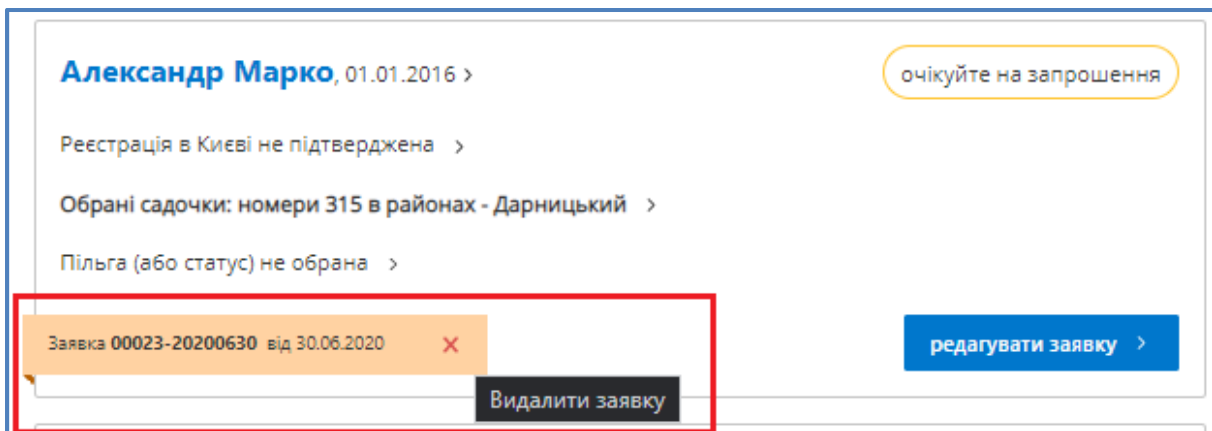 Александр Марко, 01.01.2016 >
очікуйте на запрошення
Реєстрація в Києві не підтверджена >
Обрані садочки: номери 315 в районах - Дарницький >
Пільга (або статус) не обрана >
Заявка 00023-20200630 від 30.06.2020 ×
редагувати заявку >
Видалити заявку